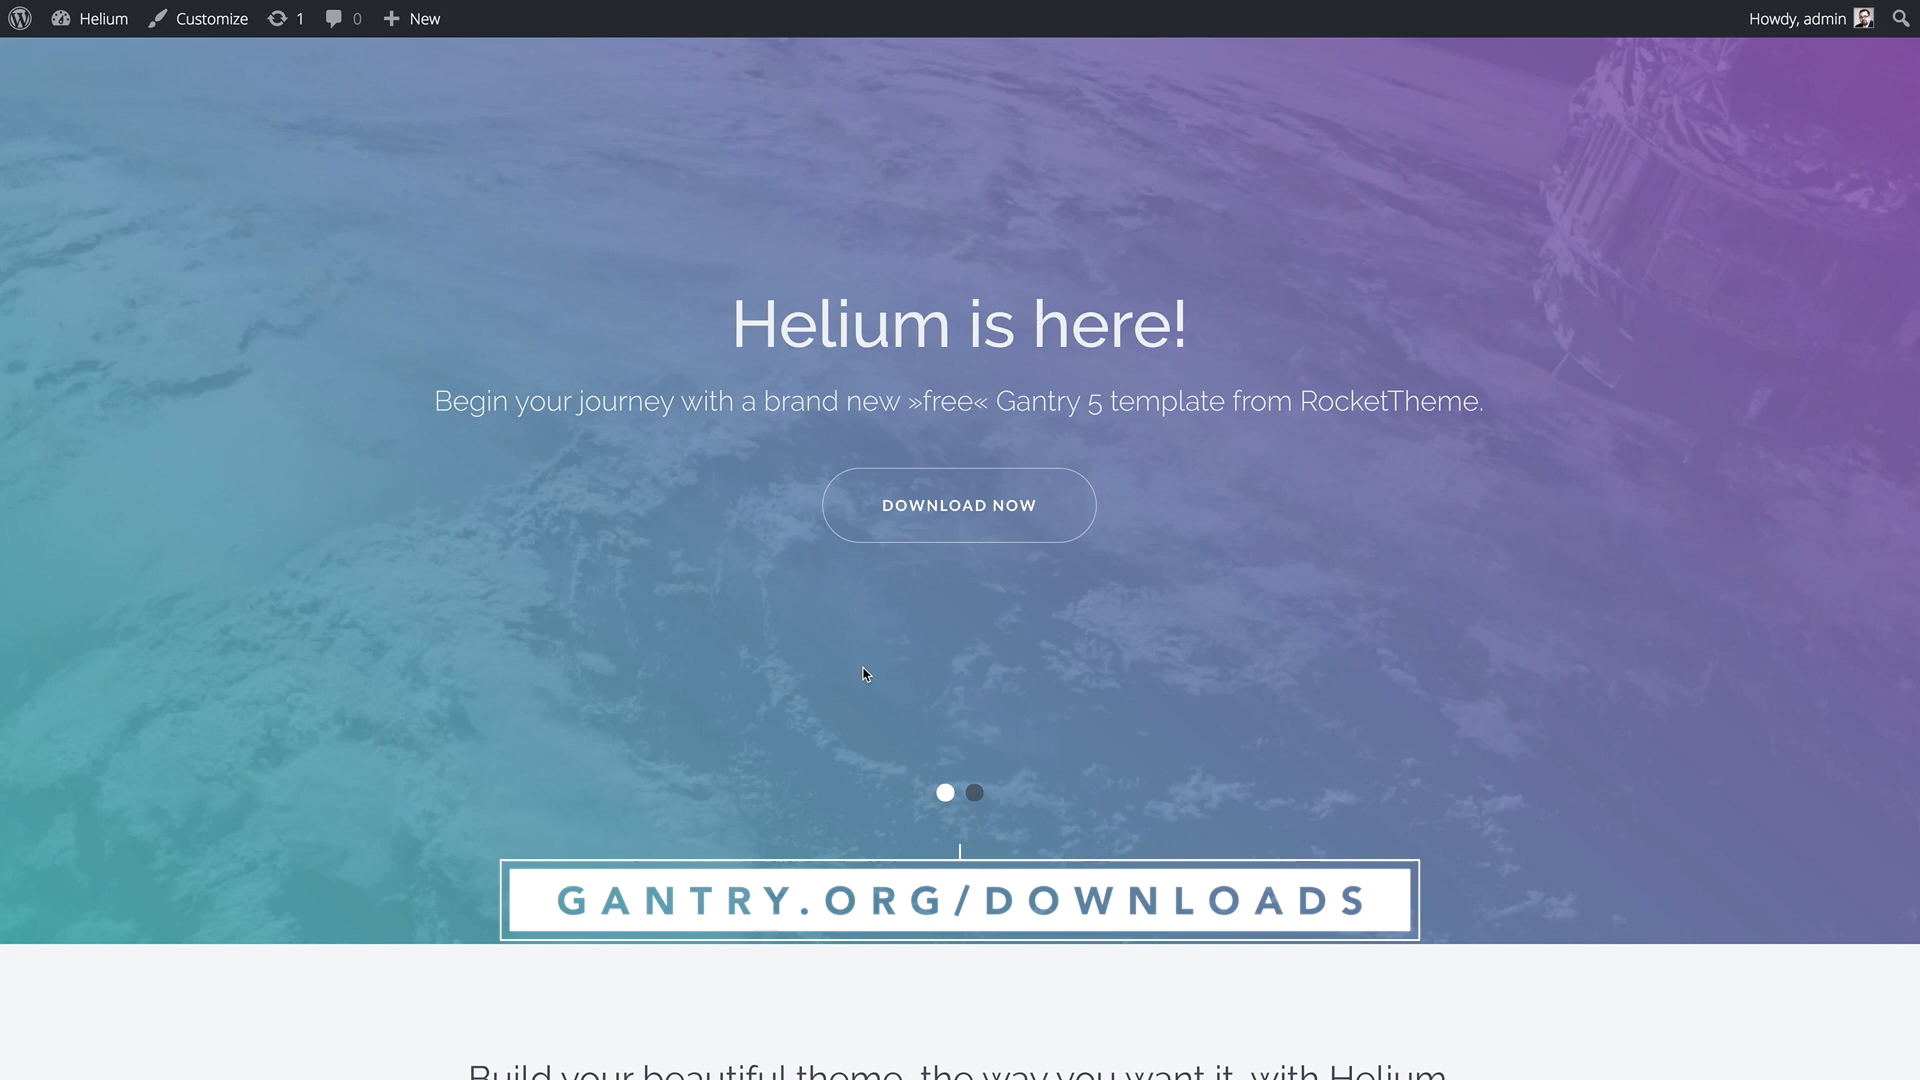 Helium Customize 1 0 New Howdy, admin
Helium is here!
Begin your journey with a brand new »free« Gantry 5 template from RocketTheme.
DOWNLOAD NOW
GANTRY.ORG/DOWNLOADS
Build your beautiful theme, the way you want it, with Helium